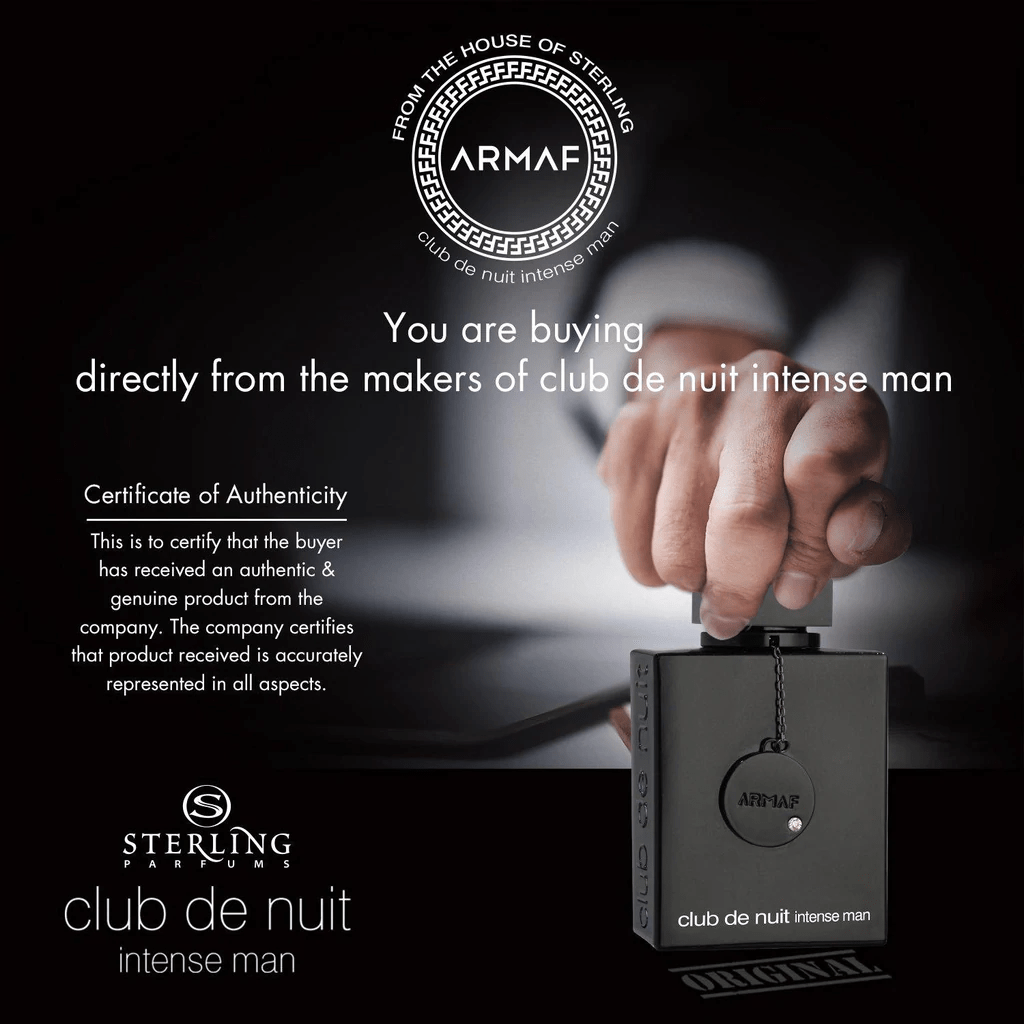 FROM THE HOUSE OF STERLING
ARMAF
club de nuit intense man
You are buying
directly from the makers of club de nuit intense man
Certificate of Authenticity
This is to certify that the buyer
has received an authentic &
genuine product from the
company. The company certifies
that product received is accurately
represented in all aspects.
S
STERLING
PARFUMS
club de nuit
intense man
club de nuit
ARMAF
club de nuit intense man
ORIGINAL